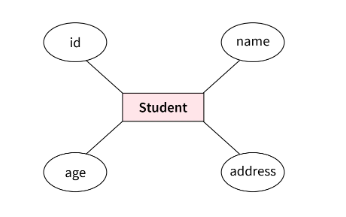 id
name
Student
age
address